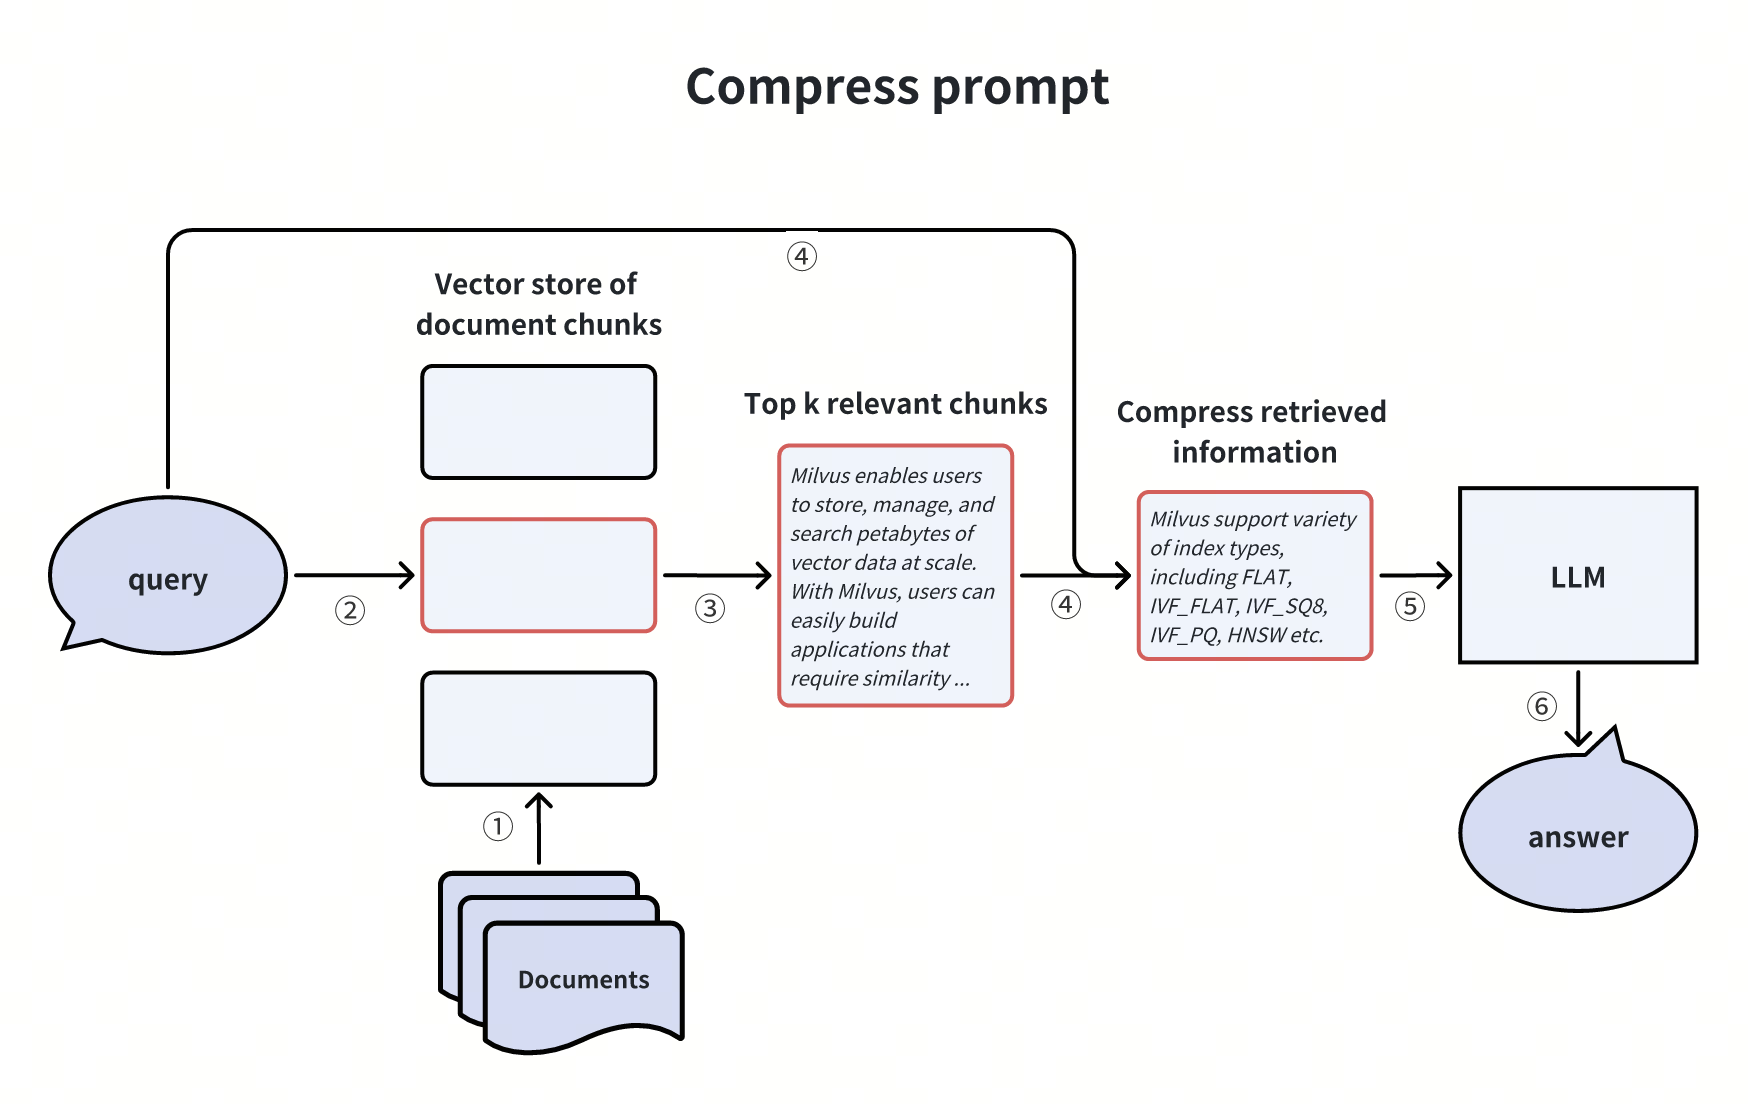 Compress prompt
④
Vector store of
document chunks
Top k relevant chunks
Milvus enables users
to store, manage, and
search petabytes of
vector data at scale.
With Milvus, users can
easily build
applications that
require similarity ...
Compress retrieved
information
Milvus support variety
of index types,
including FLAT,
IVF_FLAT, IVF_SQ8,
IVF_PQ, HNSW etc.
query
②
③
④
⑤
LLM
⑥
answer
①
Documents